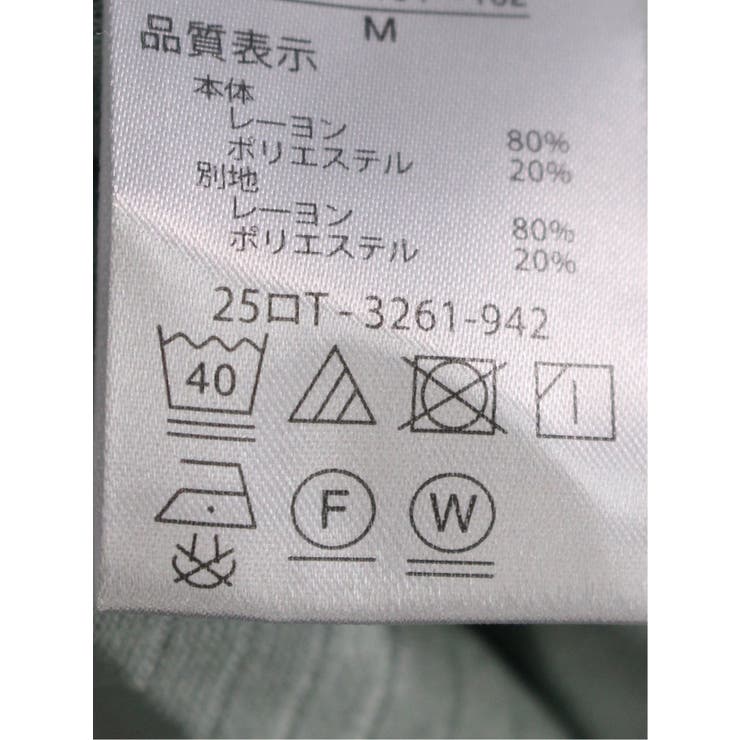 M
品質表示
本体
レーヨン 80%
ポリエステル 20%
別地
レーヨン 80%
ポリエステル 20%
25ロT-3261-942
40
F W